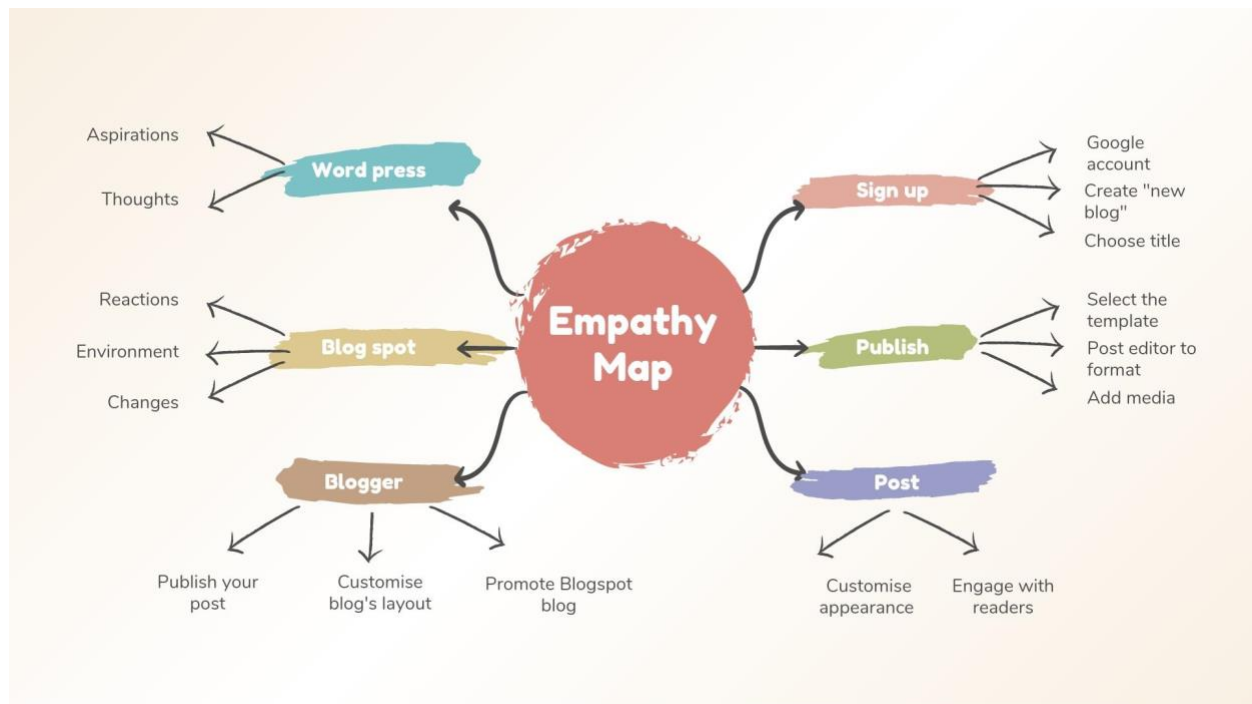 Empathy
Map
Word press
Aspirations
Thoughts
Blog spot
Reactions
Environment
Changes
Blogger
Publish your
post
Customise
blog's layout
Promote Blogspot
blog
Sign up
Google
account
Create "new
blog"
Choose title
Publish
Select the
template
Post editor to
format
Add media
Post
Customise
appearance
Engage with
readers